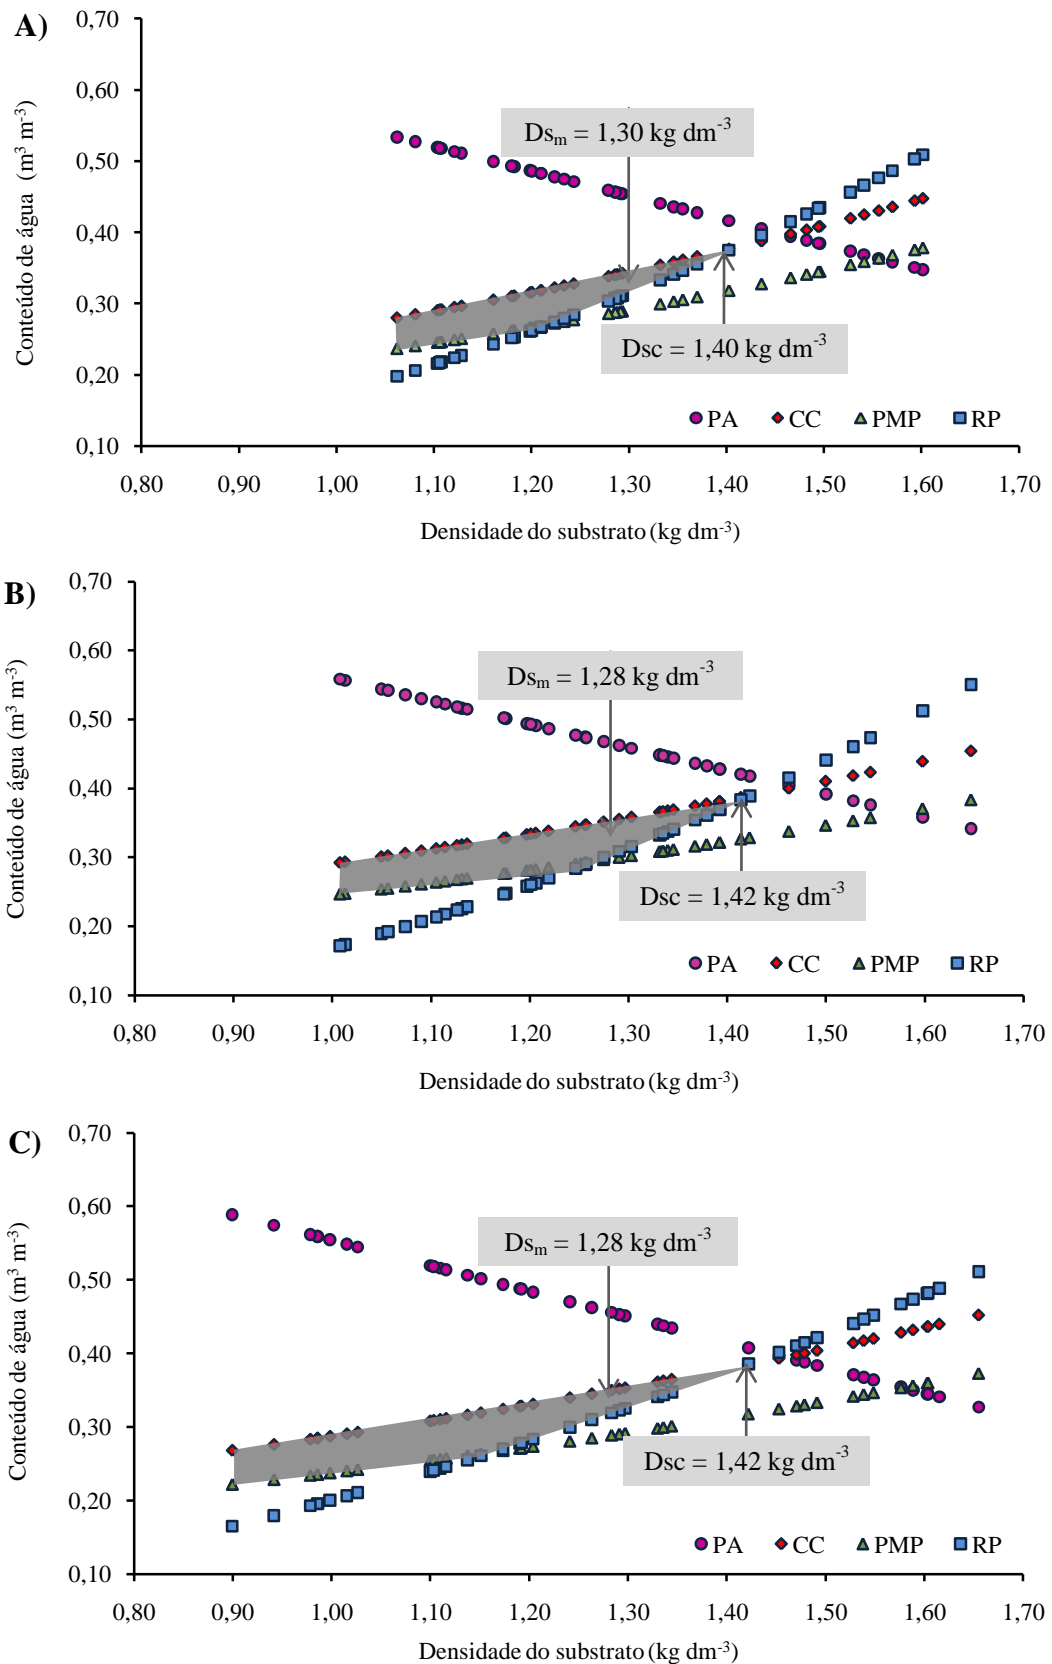 A)
0,70
0,60
0,50
0,40
0,30
0,20
0,10
Conteúdo de água (m³ m⁻³)
Dsₘ = 1,30 kg dm⁻³
Dsc = 1,40 kg dm⁻³
PA CC PMP RP
0,80 0,90 1,00 1,10 1,20 1,30 1,40 1,50 1,60 1,70
Densidade do substrato (kg dm⁻³)
B)
0,70
0,60
0,50
0,40
0,30
0,20
0,10
Conteúdo de água (m³ m⁻³)
Dsₘ = 1,28 kg dm⁻³
Dsc = 1,42 kg dm⁻³
PA CC PMP RP
0,80 0,90 1,00 1,10 1,20 1,30 1,40 1,50 1,60 1,70
Densidade do substrato (kg dm⁻³)
C)
0,70
0,60
0,50
0,40
0,30
0,20
0,10
Conteúdo de água (m³ m⁻³)
Dsₘ = 1,28 kg dm⁻³
Dsc = 1,42 kg dm⁻³
PA CC PMP RP
0,80 0,90 1,00 1,10 1,20 1,30 1,40 1,50 1,60 1,70
Densidade do substrato (kg dm⁻³)